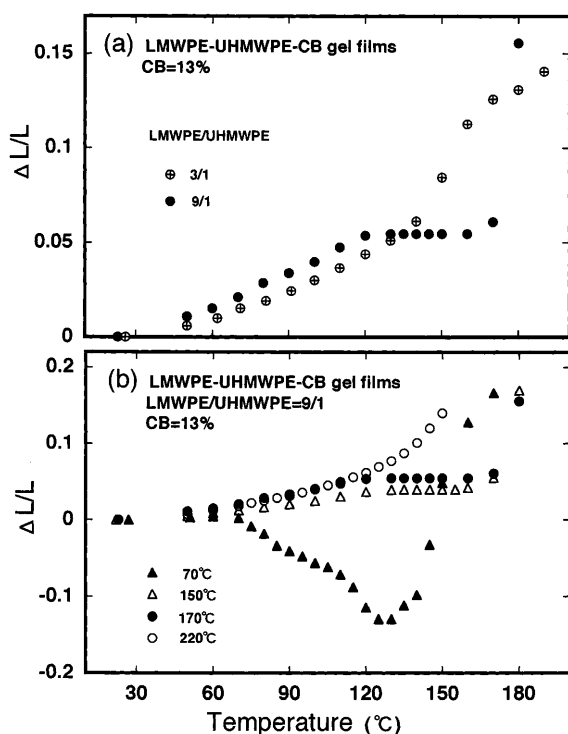 (a) LMWPE-UHMWPE-CB gel films
CB=13%
LMWPE/UHMWPE
⊕ 3/1
● 9/1
ΔL/L
0.15
0.1
0.05
0
(b) LMWPE-UHMWPE-CB gel films
LMWPE/UHMWPE=9/1
CB=13%
▲ 70℃
△ 150℃
● 170℃
○ 220℃
ΔL/L
0.2
0.1
0
-0.1
-0.2
30 60 90 120 150 180
Temperature (℃)